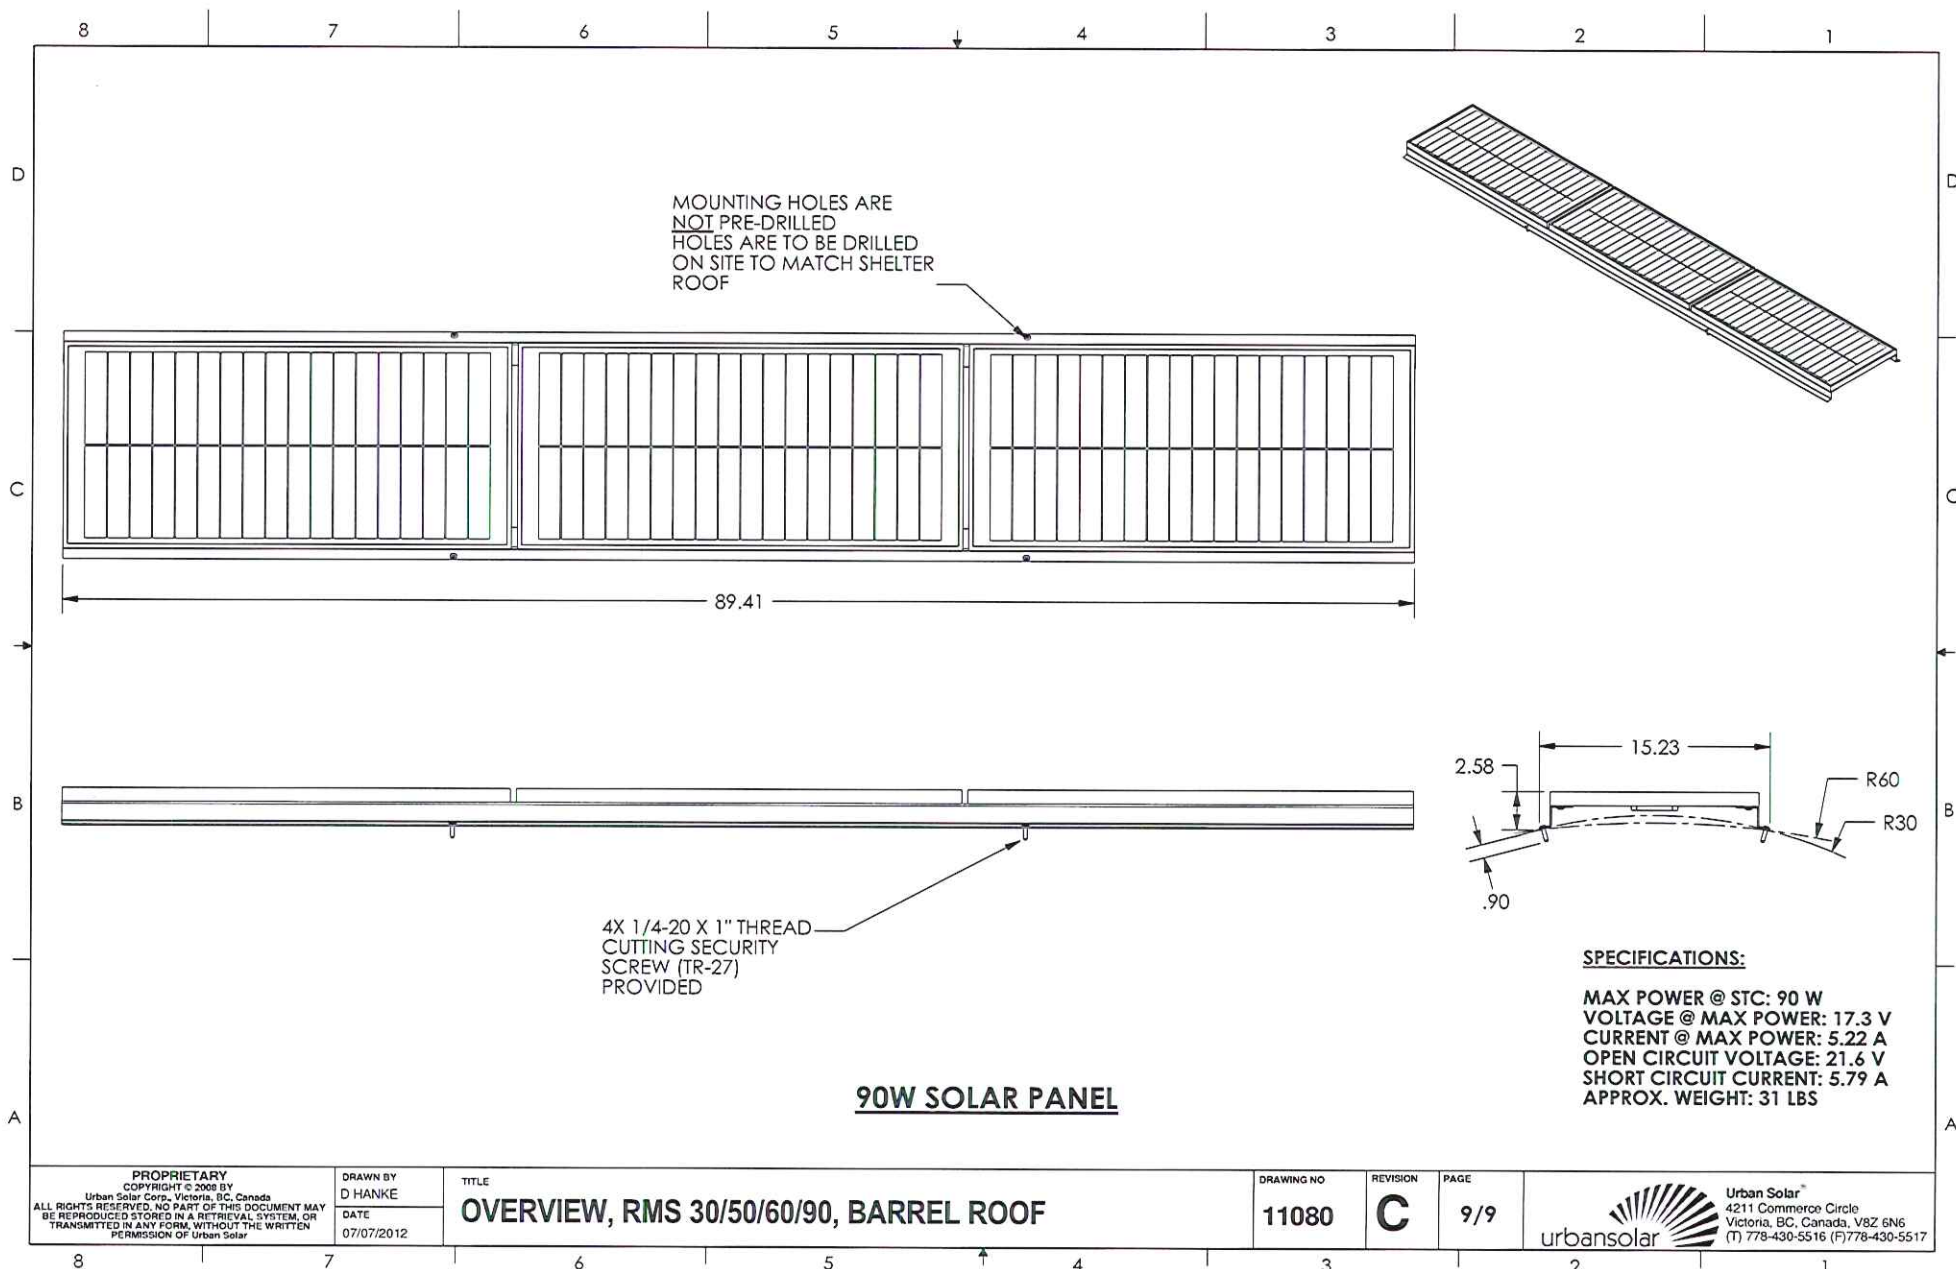 8 7 6 5 4 3 2 1
D
D
MOUNTING HOLES ARE
NOT PRE-DRILLED
HOLES ARE TO BE DRILLED
ON SITE TO MATCH SHELTER
ROOF
C
C
89.41
15.23
2.58
R60
B
B
R30
.90
4X 1/4-20 X 1" THREAD
CUTTING SECURITY
SCREW (TR-27)
PROVIDED
SPECIFICATIONS:
MAX POWER @ STC: 90 W
VOLTAGE @ MAX POWER: 17.3 V
CURRENT @ MAX POWER: 5.22 A
OPEN CIRCUIT VOLTAGE: 21.6 V
SHORT CIRCUIT CURRENT: 5.79 A
APPROX. WEIGHT: 31 LBS
90W SOLAR PANEL
A
A
PROPRIETARY
COPYRIGHT © 2008 BY
Urban Solar Corp., Victoria, BC, Canada
ALL RIGHTS RESERVED, NO PART OF THIS DOCUMENT MAY
BE REPRODUCED STORED IN A RETRIEVAL SYSTEM, OR
TRANSMITTED IN ANY FORM, WITHOUT THE WRITTEN
PERMISSION OF Urban Solar
DRAWN BY
D HANKE
DATE
07/07/2012
TITLE
OVERVIEW, RMS 30/50/60/90, BARREL ROOF
DRAWING NO
11080
REVISION
C
PAGE
9/9
urbansolar
Urban Solar
4211 Commerce Circle
Victoria, BC, Canada, V8Z 6N6
(T) 778-430-5516 (F)778-430-5517
8 7 6 5 4 3 2 1